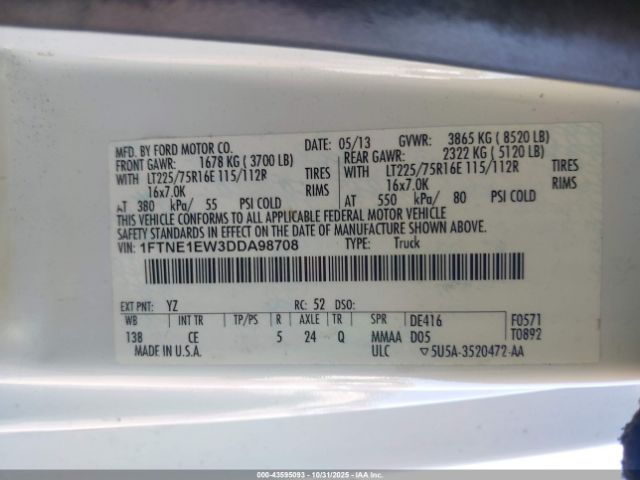 MFD. BY FORD MOTOR CO. DATE: 05/13 GVWR: 3865 KG ( 8520 LB)
FRONT GAWR: 1678 KG ( 3700 LB) REAR GAWR: 2322 KG ( 5120 LB)
WITH LT225/75R16E 115/112R TIRES WITH LT225/75R16E 115/112R TIRES
16x7.0K RIMS 16x7.0K RIMS
AT 380 kPa/ 55 PSI COLD AT 550 kPa/ 80 PSI COLD
THIS VEHICLE CONFORMS TO ALL APPLICABLE FEDERAL MOTOR VEHICLE
SAFETY STANDARDS IN EFFECT ON THE DATE OF MANUFACTURE SHOWN ABOVE.
VIN: 1FTNE1EW3DDA98708 TYPE: Truck
EXT PNT: YZ RC: 52 DSO:
WB INT TR TP/PS R AXLE TR SPR DE416 F0571
138 CE 5 24 Q MMAA D05 T0892
MADE IN U.S.A. ULC ▽5U5A-3520472-AA
000-43595093 - 10/31/2025 - IAAI.COM